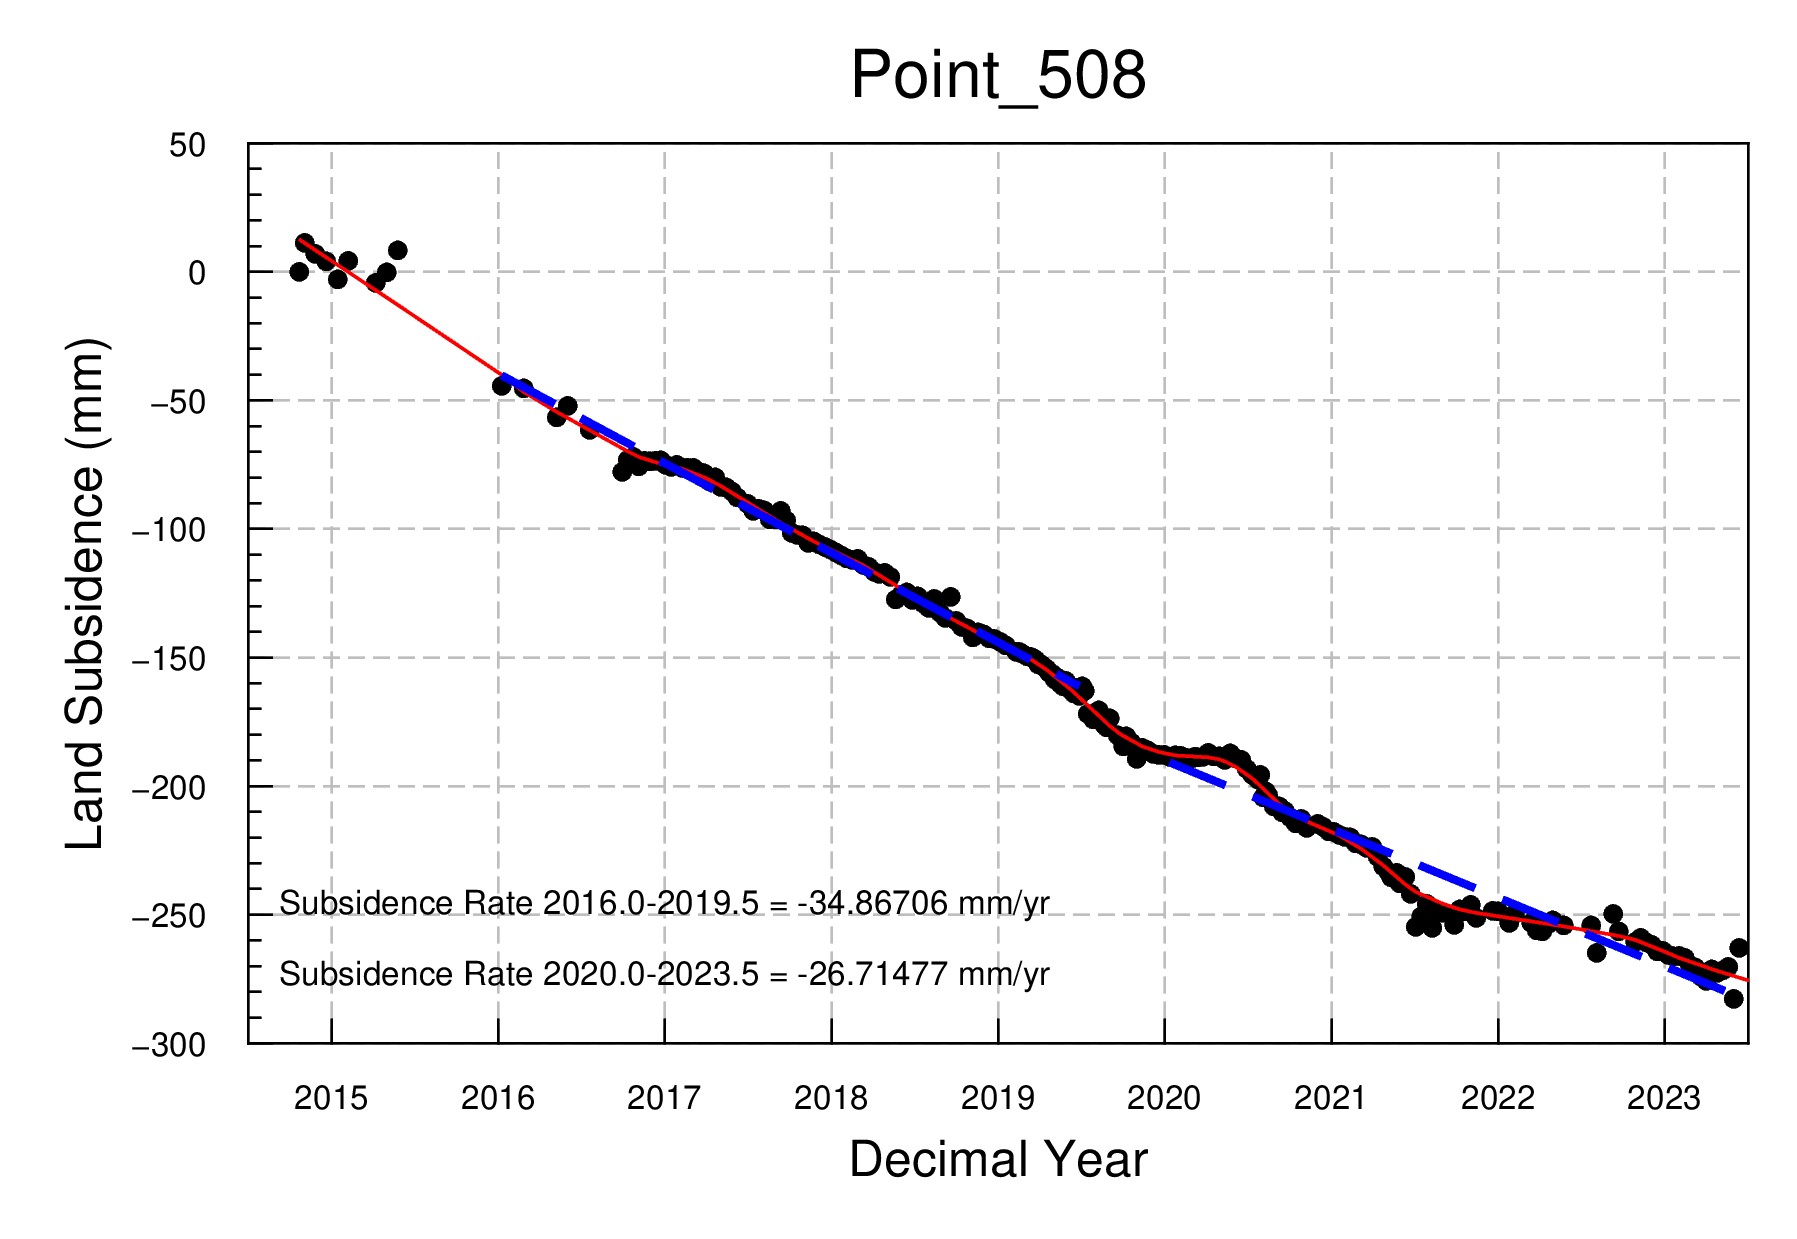 Point_508
50
0
−50
−100
−150
−200
−250
−300
Land Subsidence (mm)
Subsidence Rate 2016.0-2019.5 = -34.86706 mm/yr
Subsidence Rate 2020.0-2023.5 = -26.71477 mm/yr
2015 2016 2017 2018 2019 2020 2021 2022 2023
Decimal Year